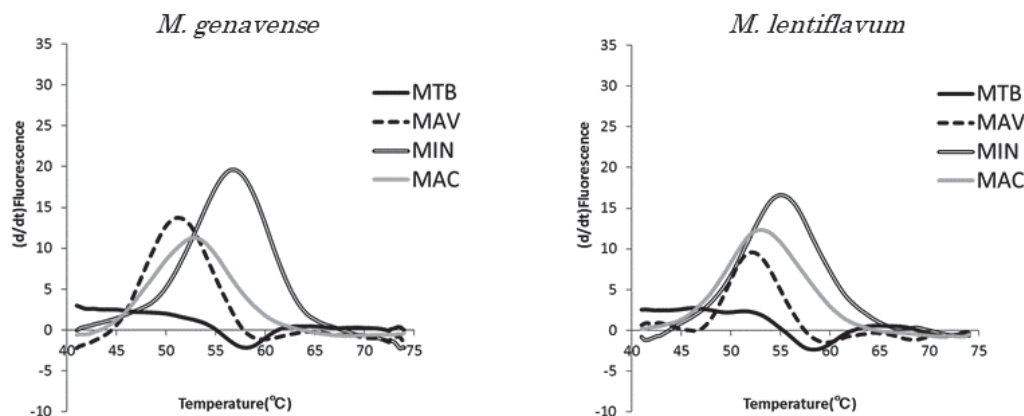 M. genavense
35
30
25
20
15
10
5
0
-5
-10
(d/dt)Fluorescence
40 45 50 55 60 65 70 75
Temperature(°C)
MTB
MAV
MIN
MAC
M. lentiflavum
35
30
25
20
15
10
5
0
-5
-10
(d/dt)Fluorescence
40 45 50 55 60 65 70 75
Temperature(°C)
MTB
MAV
MIN
MAC